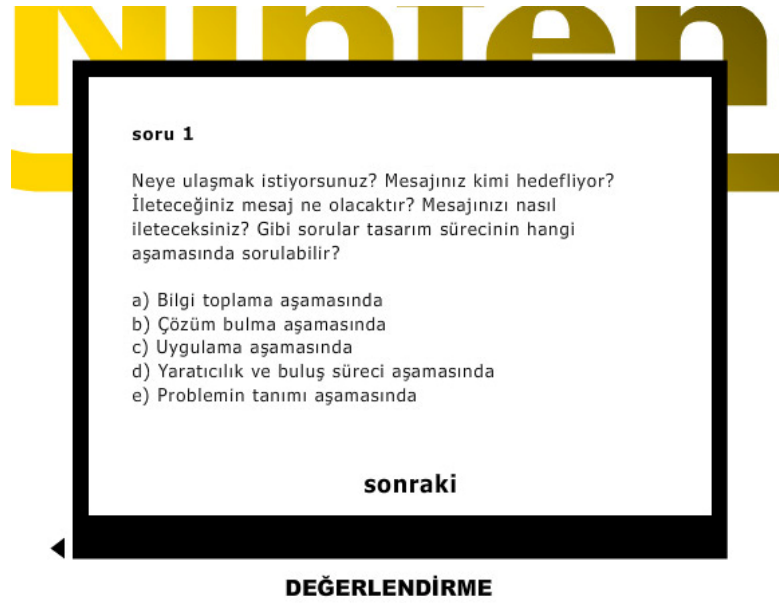 soru 1
Neye ulaşmak istiyorsunuz? Mesajınız kimi hedefliyor?
İleteceğiniz mesaj ne olacaktır? Mesajınızı nasıl
ileteceksiniz? Gibi sorular tasarım sürecinin hangi
aşamasında sorulabilir?
a) Bilgi toplama aşamasında
b) Çözüm bulma aşamasında
c) Uygulama aşamasında
d) Yaratıcılık ve buluş süreci aşamasında
e) Problemin tanımı aşamasında
sonraki
DEĞERLENDİRME